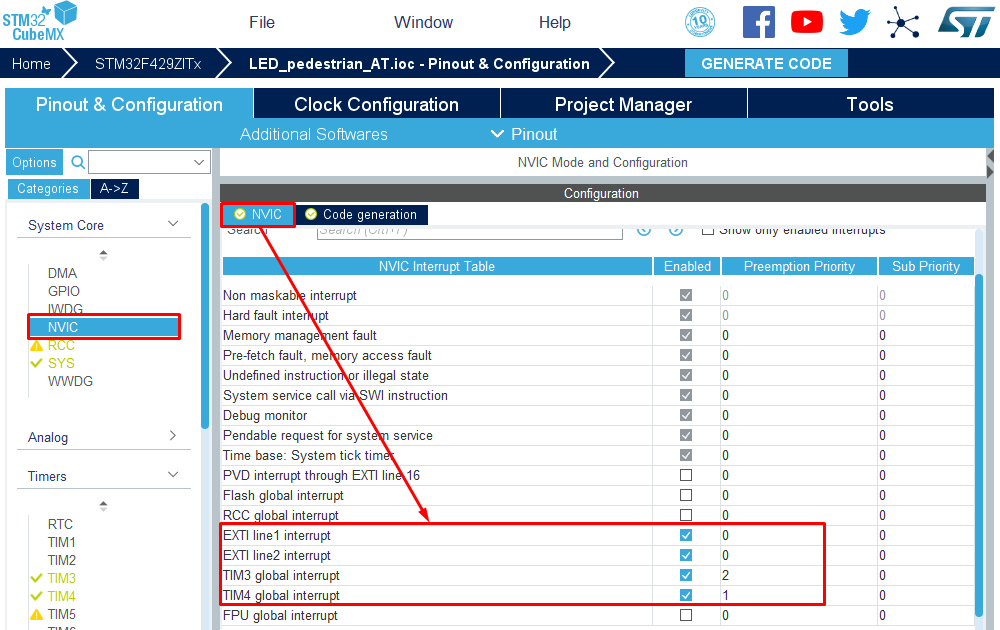 STM32
CubeMX
File
Window
Help
10
Home
STM32F429ZITx
LED_pedestrian_AT.ioc - Pinout & Configuration
GENERATE CODE
Pinout & Configuration
Clock Configuration
Project Manager
Tools
Additional Softwares
Pinout
Options
NVIC Mode and Configuration
Categories
A->Z
Configuration
System Core
DMA
GPIO
IWDG
NVIC
RCC
SYS
WWDG
Analog
Timers
RTC
TIM1
TIM2
TIM3
TIM4
TIM5
TIM6
NVIC
Code generation
Search
Search (Ctrl+F)
Show only enabled interrupts
NVIC Interrupt Table Enabled Preemption Priority Sub Priority
Non maskable interrupt 0 0
Hard fault interrupt 0 0
Memory management fault 0 0
Pre-fetch fault, memory access fault 0 0
Undefined instruction or illegal state 0 0
System service call via SWI instruction 0 0
Debug monitor 0 0
Pendable request for system service 0 0
Time base: System tick timer 0 0
PVD interrupt through EXTI line 16 0 0
Flash global interrupt 0 0
RCC global interrupt 0 0
EXTI line1 interrupt 0 0
EXTI line2 interrupt 0 0
TIM3 global interrupt 2 0
TIM4 global interrupt 1 0
FPU global interrupt 0 0